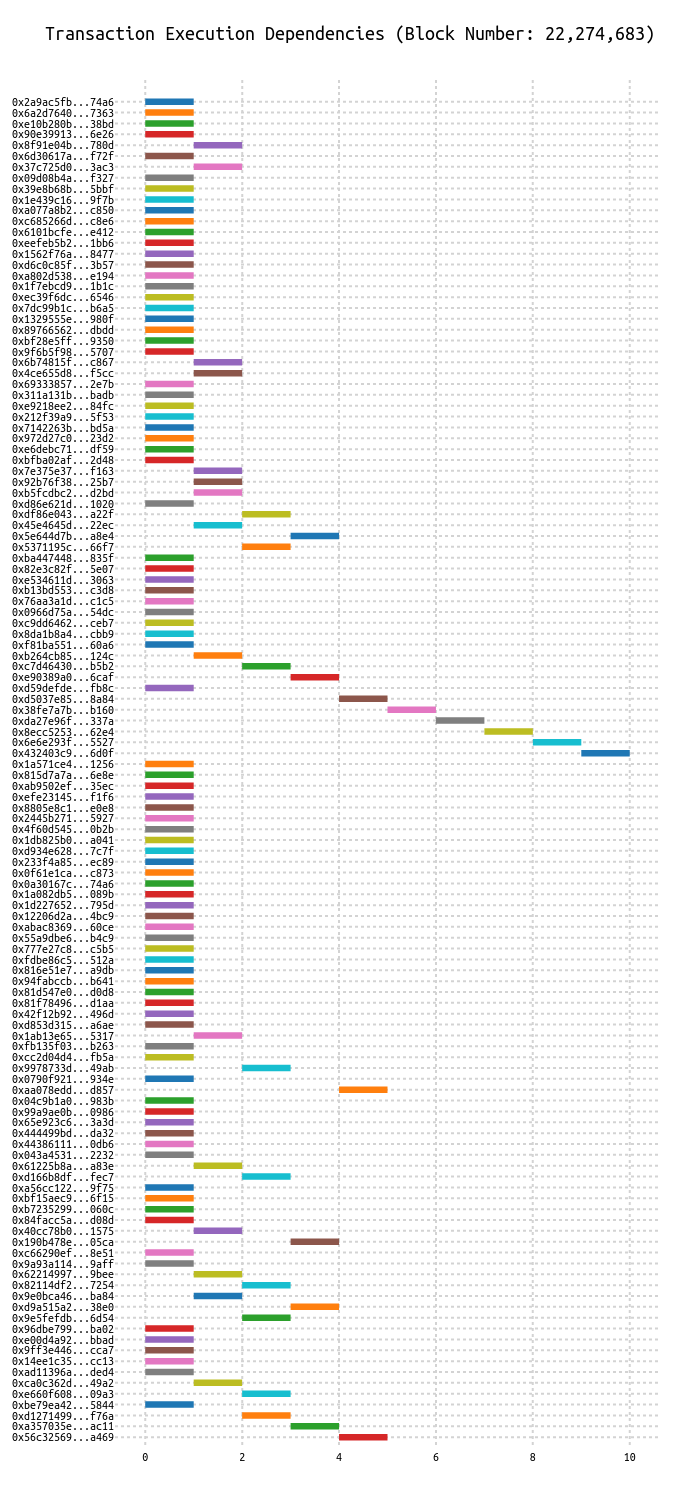 Transaction Execution Dependencies (Block Number: 22,274,683)
0x2a9ac5fb...74a6
0x6a2d7640...7363
0xe10b280b...38bd
0x90e39913...6e26
0x8f91e04b...780d
0x6d30617a...f72f
0x37c725d0...3ac3
0x09d08b4a...f327
0x39e8b68b...5bbf
0x1e439c16...9f7b
0xa077a8b2...c850
0xc685266d...c8e6
0x6101bcfe...e412
0xeefeb5b2...1bb6
0x1562f76a...8477
0xd6c0c85f...3b57
0xa802d538...e194
0x1f7ebcd9...1b1c
0xec39f6dc...6546
0x7dc99b1c...b6a5
0x1329555e...980f
0x89766562...dbdd
0xbf28e5ff...9350
0x9f6b5f98...5707
0x6b74815f...c867
0x4ce655d8...f5cc
0x69333857...2e7b
0x311a131b...badb
0xe9218ee2...84fc
0x212f39a9...5f53
0x7142263b...bd5a
0x972d27c0...23d2
0xe6debc71...df59
0xbfba02af...2d48
0x7e375e37...f163
0x92b76f38...25b7
0xb5fcdbc2...d2bd
0xd86e621d...1020
0xdf86e043...a22f
0x45e4645d...22ec
0x5e644d7b...a8e4
0x5371195c...66f7
0xba447448...835f
0x82e3c82f...5e07
0xe534611d...3063
0xb13bd553...c3d8
0x76aa3a1d...c1c5
0x0966d75a...54dc
0xc9dd6462...ceb7
0x8da1b8a4...cbb9
0xf81ba551...60a6
0xb264cb85...124c
0xc7d46430...b5b2
0xe90389a0...6caf
0xd59defde...fb8c
0xd5037e85...8a84
0x38fe7a7b...b160
0xda27e96f...337a
0x8ecc5253...62e4
0x6e6e293f...5527
0x432403c9...6d0f
0x1a571ce4...1256
0x815d7a7a...6e8e
0xab9502ef...35ec
0xefe23145...f1f6
0x8805e8c1...e0e8
0x2445b271...5927
0x4f60d545...0b2b
0x1db825b0...a041
0xd934e628...7c7f
0x233f4a85...ec89
0x0f61e1ca...c873
0x0a30167c...74a6
0x1a082db5...089b
0x1d227652...795d
0x12206d2a...4bc9
0xabac8369...60ce
0x55a9dbe6...b4c9
0x777e27c8...c5b5
0xfdbe86c5...512a
0x816e51e7...a9db
0x94fabccb...b641
0x81d547e0...d0d8
0x81f78496...d1aa
0x42f12b92...496d
0xd853d315...a6ae
0x1ab13e65...5317
0xfb135f03...b263
0xcc2d04d4...fb5a
0x9978733d...49ab
0x0790f921...934e
0xaa078edd...d857
0x04c9b1a0...983b
0x99a9ae0b...0986
0x65e923c6...3a3d
0x444499bd...da32
0x44386111...0db6
0x043a4531...2232
0x61225b8a...a83e
0xd166b8df...fec7
0xa56cc122...9f75
0xbf15aec9...6f15
0xb7235299...060c
0x84facc5a...d08d
0x40cc78b0...1575
0x190b478e...05ca
0xc66290ef...8e51
0x9a93a114...9aff
0x62214997...9bee
0x82114df2...7254
0x9e0bca46...ba84
0xd9a515a2...38e0
0x9e5fefdb...6d54
0x96dbe799...ba02
0xe00d4a92...bbad
0x9ff3e446...cca7
0x14ee1c35...cc13
0xad11396a...ded4
0xca0c362d...49a2
0xe660f608...09a3
0xbe79ea42...5844
0xd1271499...f76a
0xa357035e...ac11
0x56c32569...a469
0 2 4 6 8 10